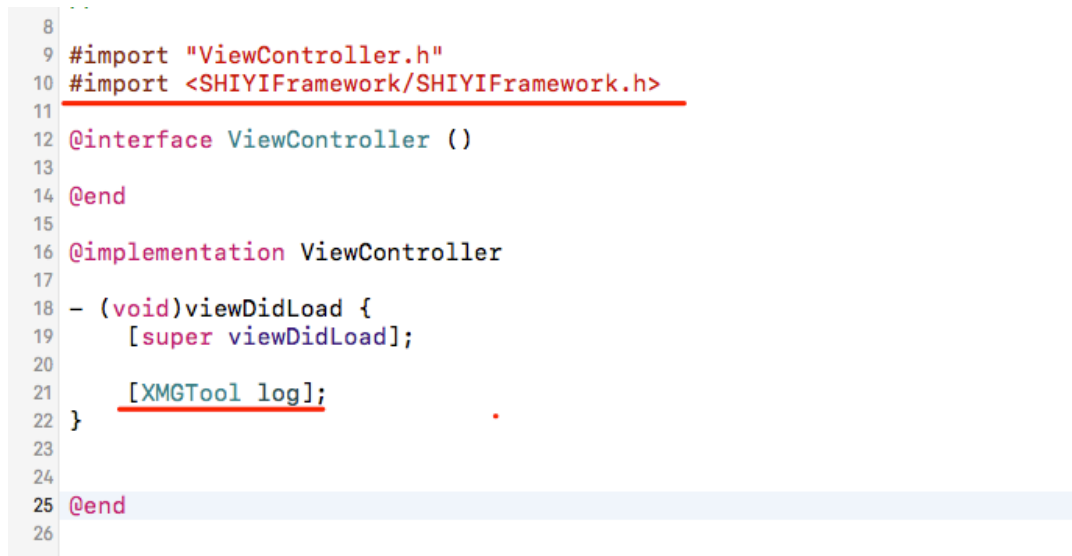 8
9 #import "ViewController.h"
10 #import <SHIYIFramework/SHIYIFramework.h>
11
12 @interface ViewController ()
13
14 @end
15
16 @implementation ViewController
17
18 - (void)viewDidLoad {
19     [super viewDidLoad];
20
21     [XMGTool log];
22 }
23
24
25 @end
26